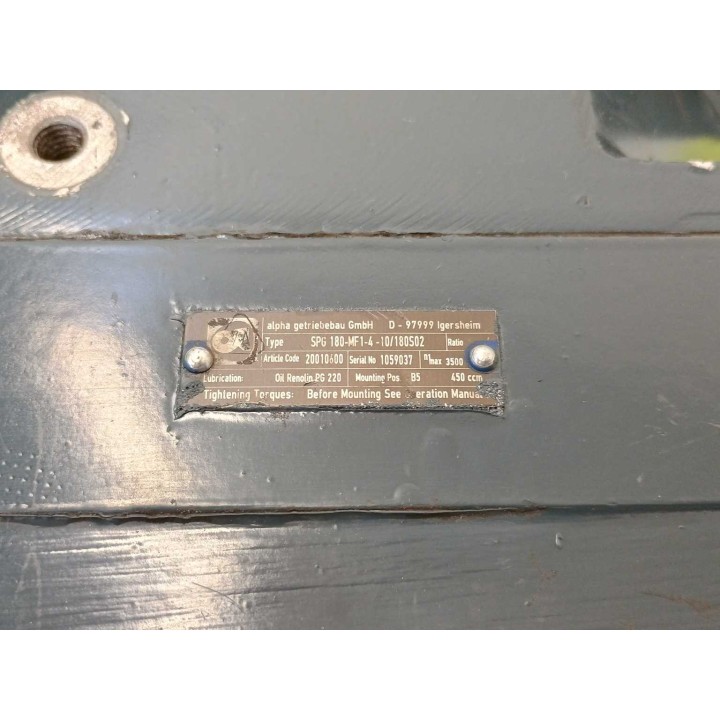 alpha getriebebau GmbH D - 97999 Igersheim
Type SPG 180-MF1-4 -10/180S02 Ratio
Article Code 20010600 Serial No 1059037 nmax 3500
Lubrication: Oil Renolin PG 220 Mounting Pos. B5 450 ccm
Tightening Torques: Before Mounting See eration Manual